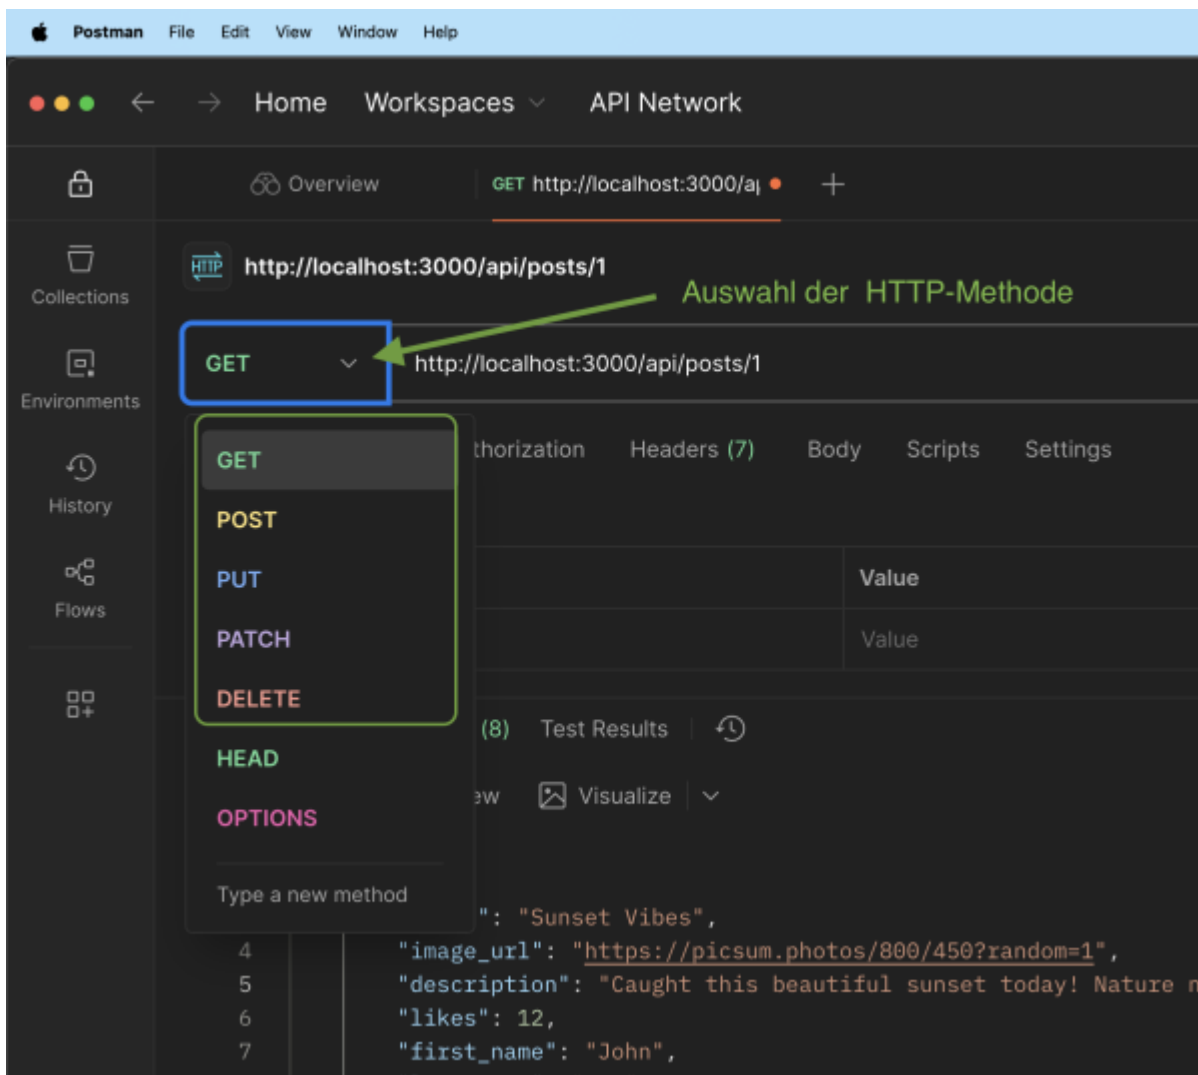 Postman File Edit View Window Help
Home Workspaces API Network
Overview GET http://localhost:3000/ap +
HTTP http://localhost:3000/api/posts/1
Auswahl der HTTP-Methode
Collections
GET http://localhost:3000/api/posts/1
Environments
thorization Headers (7) Body Scripts Settings
GET
History
POST
PUT Value
Flows
PATCH Value
DELETE
(8) Test Results
HEAD
ew Visualize
OPTIONS
Type a new method
": "Sunset Vibes",
4 "image_url": "https://picsum.photos/800/450?random=1",
5 "description": "Caught this beautiful sunset today! Nature
6 "likes": 12,
7 "first_name": "John",